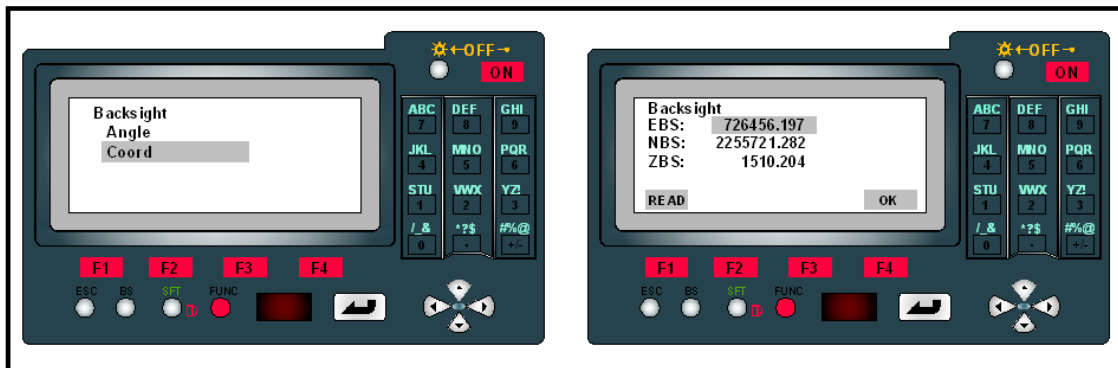 ☼←OFF→
ON
Backsight
Angle
Coord
ABC DEF GHI
7 8 9
JKL MNO PQR
4 5 6
STU VWX YZ!
1 2 3
/_& *?$ #%@
0 . +/-
F1 F2 F3 F4
ESC BS SFT FUNC
☼←OFF→
ON
Backsight
EBS: 726456.197
NBS: 2255721.282
ZBS: 1510.204
READ OK
ABC DEF GHI
7 8 9
JKL MNO PQR
4 5 6
STU VWX YZ!
1 2 3
/_& *?$ #%@
0 . +/-
F1 F2 F3 F4
ESC BS SFT FUNC